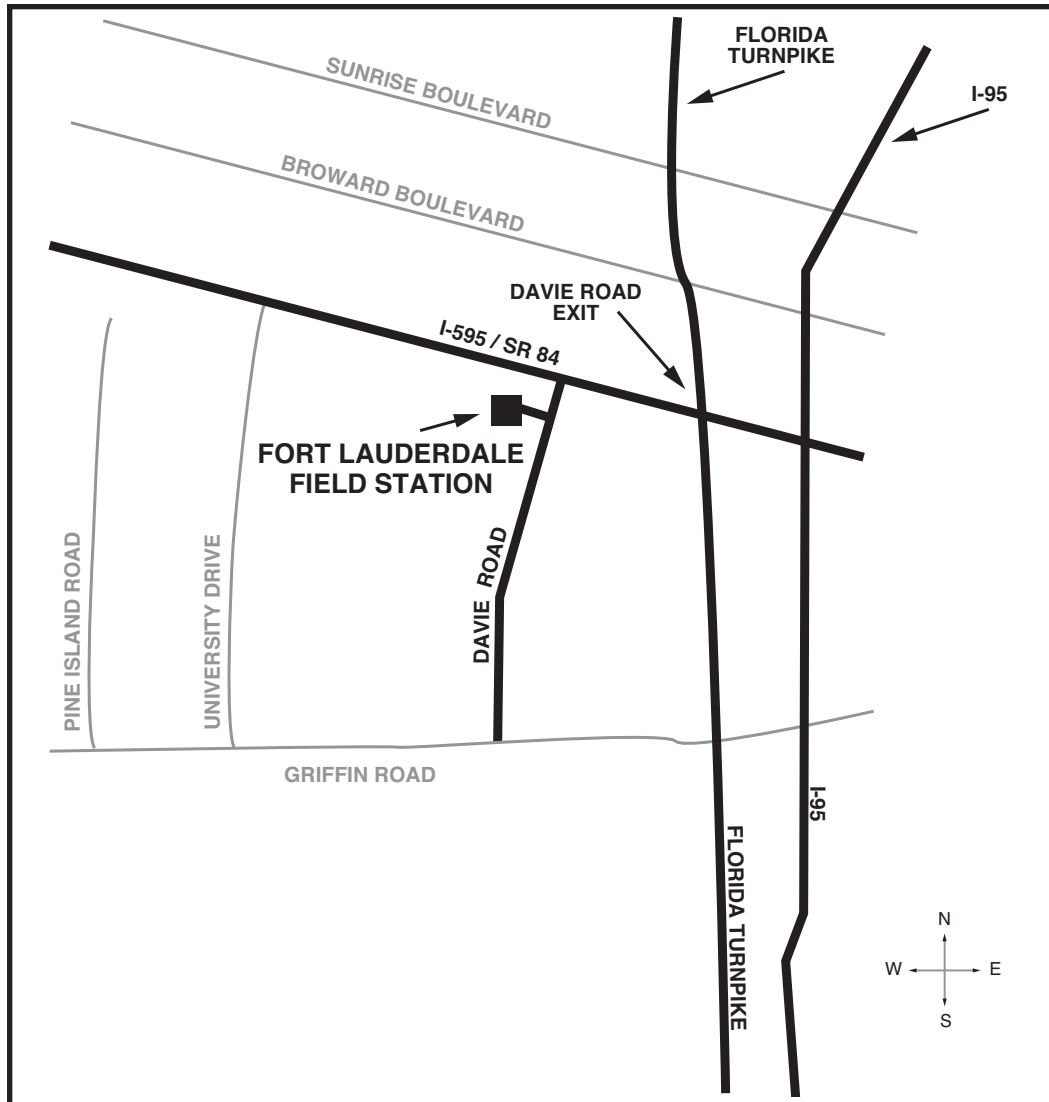 FLORIDA
TURNPIKE
I-95
SUNRISE BOULEVARD
BROWARD BOULEVARD
DAVIE ROAD
EXIT
I-595 / SR 84
FORT LAUDERDALE
FIELD STATION
PINE ISLAND ROAD
UNIVERSITY DRIVE
DAVIE ROAD
GRIFFIN ROAD
I-95
FLORIDA TURNPIKE
N
W E
S